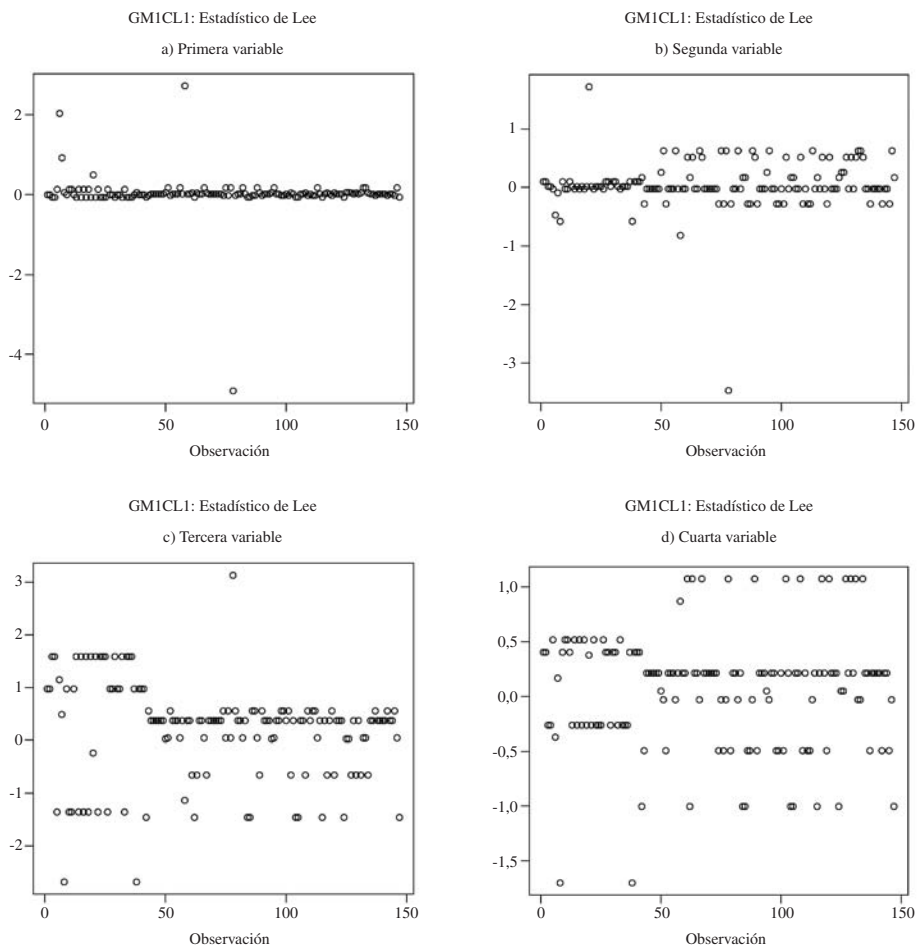 GM1CL1: Estadístico de Lee
a) Primera variable
2
0
-2
-4
0 50 100 150
Observación
GM1CL1: Estadístico de Lee
b) Segunda variable
1
0
-1
-2
-3
0 50 100 150
Observación
GM1CL1: Estadístico de Lee
c) Tercera variable
3
2
1
0
-1
-2
0 50 100 150
Observación
GM1CL1: Estadístico de Lee
d) Cuarta variable
1,0
0,5
0,0
-0,5
-1,0
-1,5
0 50 100 150
Observación